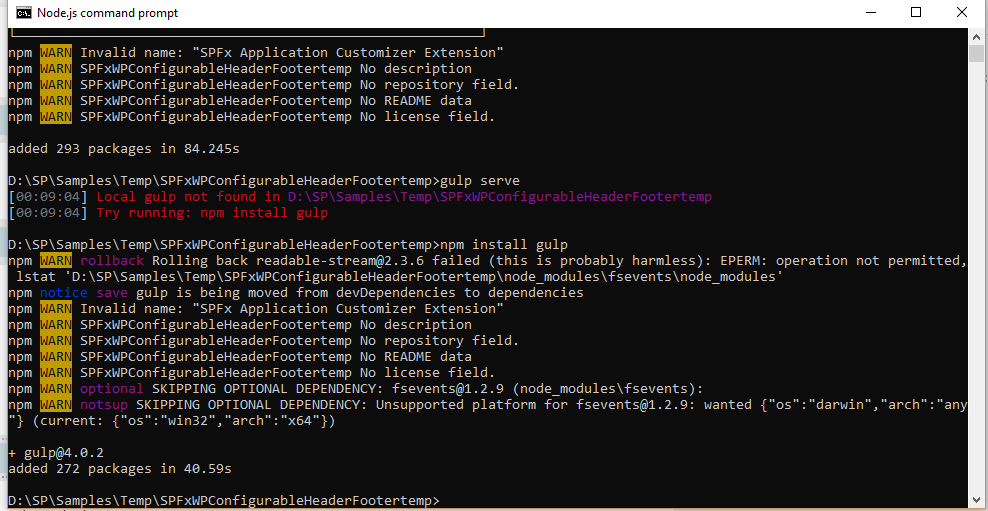 Node.js command prompt
npm WARN Invalid name: "SPFx Application Customizer Extension"
npm WARN SPFxWPConfigurableHeaderFootertemp No description
npm WARN SPFxWPConfigurableHeaderFootertemp No repository field.
npm WARN SPFxWPConfigurableHeaderFootertemp No README data
npm WARN SPFxWPConfigurableHeaderFootertemp No license field.
added 293 packages in 84.245s
D:\SP\Samples\Temp\SPFxWPConfigurableHeaderFootertemp>gulp serve
[00:09:04] Local gulp not found in D:\SP\Samples\Temp\SPFxWPConfigurableHeaderFootertemp
[00:09:04] Try running: npm install gulp
D:\SP\Samples\Temp\SPFxWPConfigurableHeaderFootertemp>npm install gulp
npm WARN rollback Rolling back readable-stream@2.3.6 failed (this is probably harmless): EPERM: operation not permitted,
lstat 'D:\SP\Samples\Temp\SPFxWPConfigurableHeaderFootertemp\node_modules\fsevents\node_modules'
npm notice save gulp is being moved from devDependencies to dependencies
npm WARN Invalid name: "SPFx Application Customizer Extension"
npm WARN SPFxWPConfigurableHeaderFootertemp No description
npm WARN SPFxWPConfigurableHeaderFootertemp No repository field.
npm WARN SPFxWPConfigurableHeaderFootertemp No README data
npm WARN SPFxWPConfigurableHeaderFootertemp No license field.
npm WARN optional SKIPPING OPTIONAL DEPENDENCY: fsevents@1.2.9 (node_modules\fsevents):
npm WARN notsup SKIPPING OPTIONAL DEPENDENCY: Unsupported platform for fsevents@1.2.9: wanted {"os":"darwin","arch":"any
"} (current: {"os":"win32","arch":"x64"})
+ gulp@4.0.2
added 272 packages in 40.59s
D:\SP\Samples\Temp\SPFxWPConfigurableHeaderFootertemp>